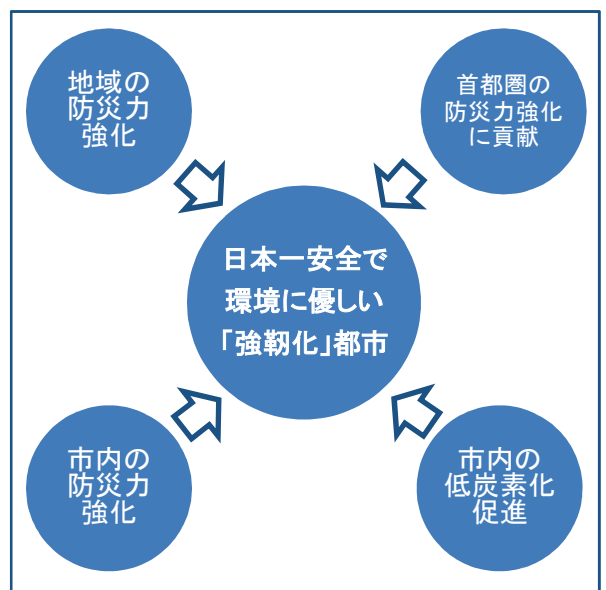 地域の
防災力
強化
首都圏の
防災力強化
に貢献
日本一安全で
環境に優しい
「強靭化」都市
市内の
防災力
強化
市内の
低炭素化
促進